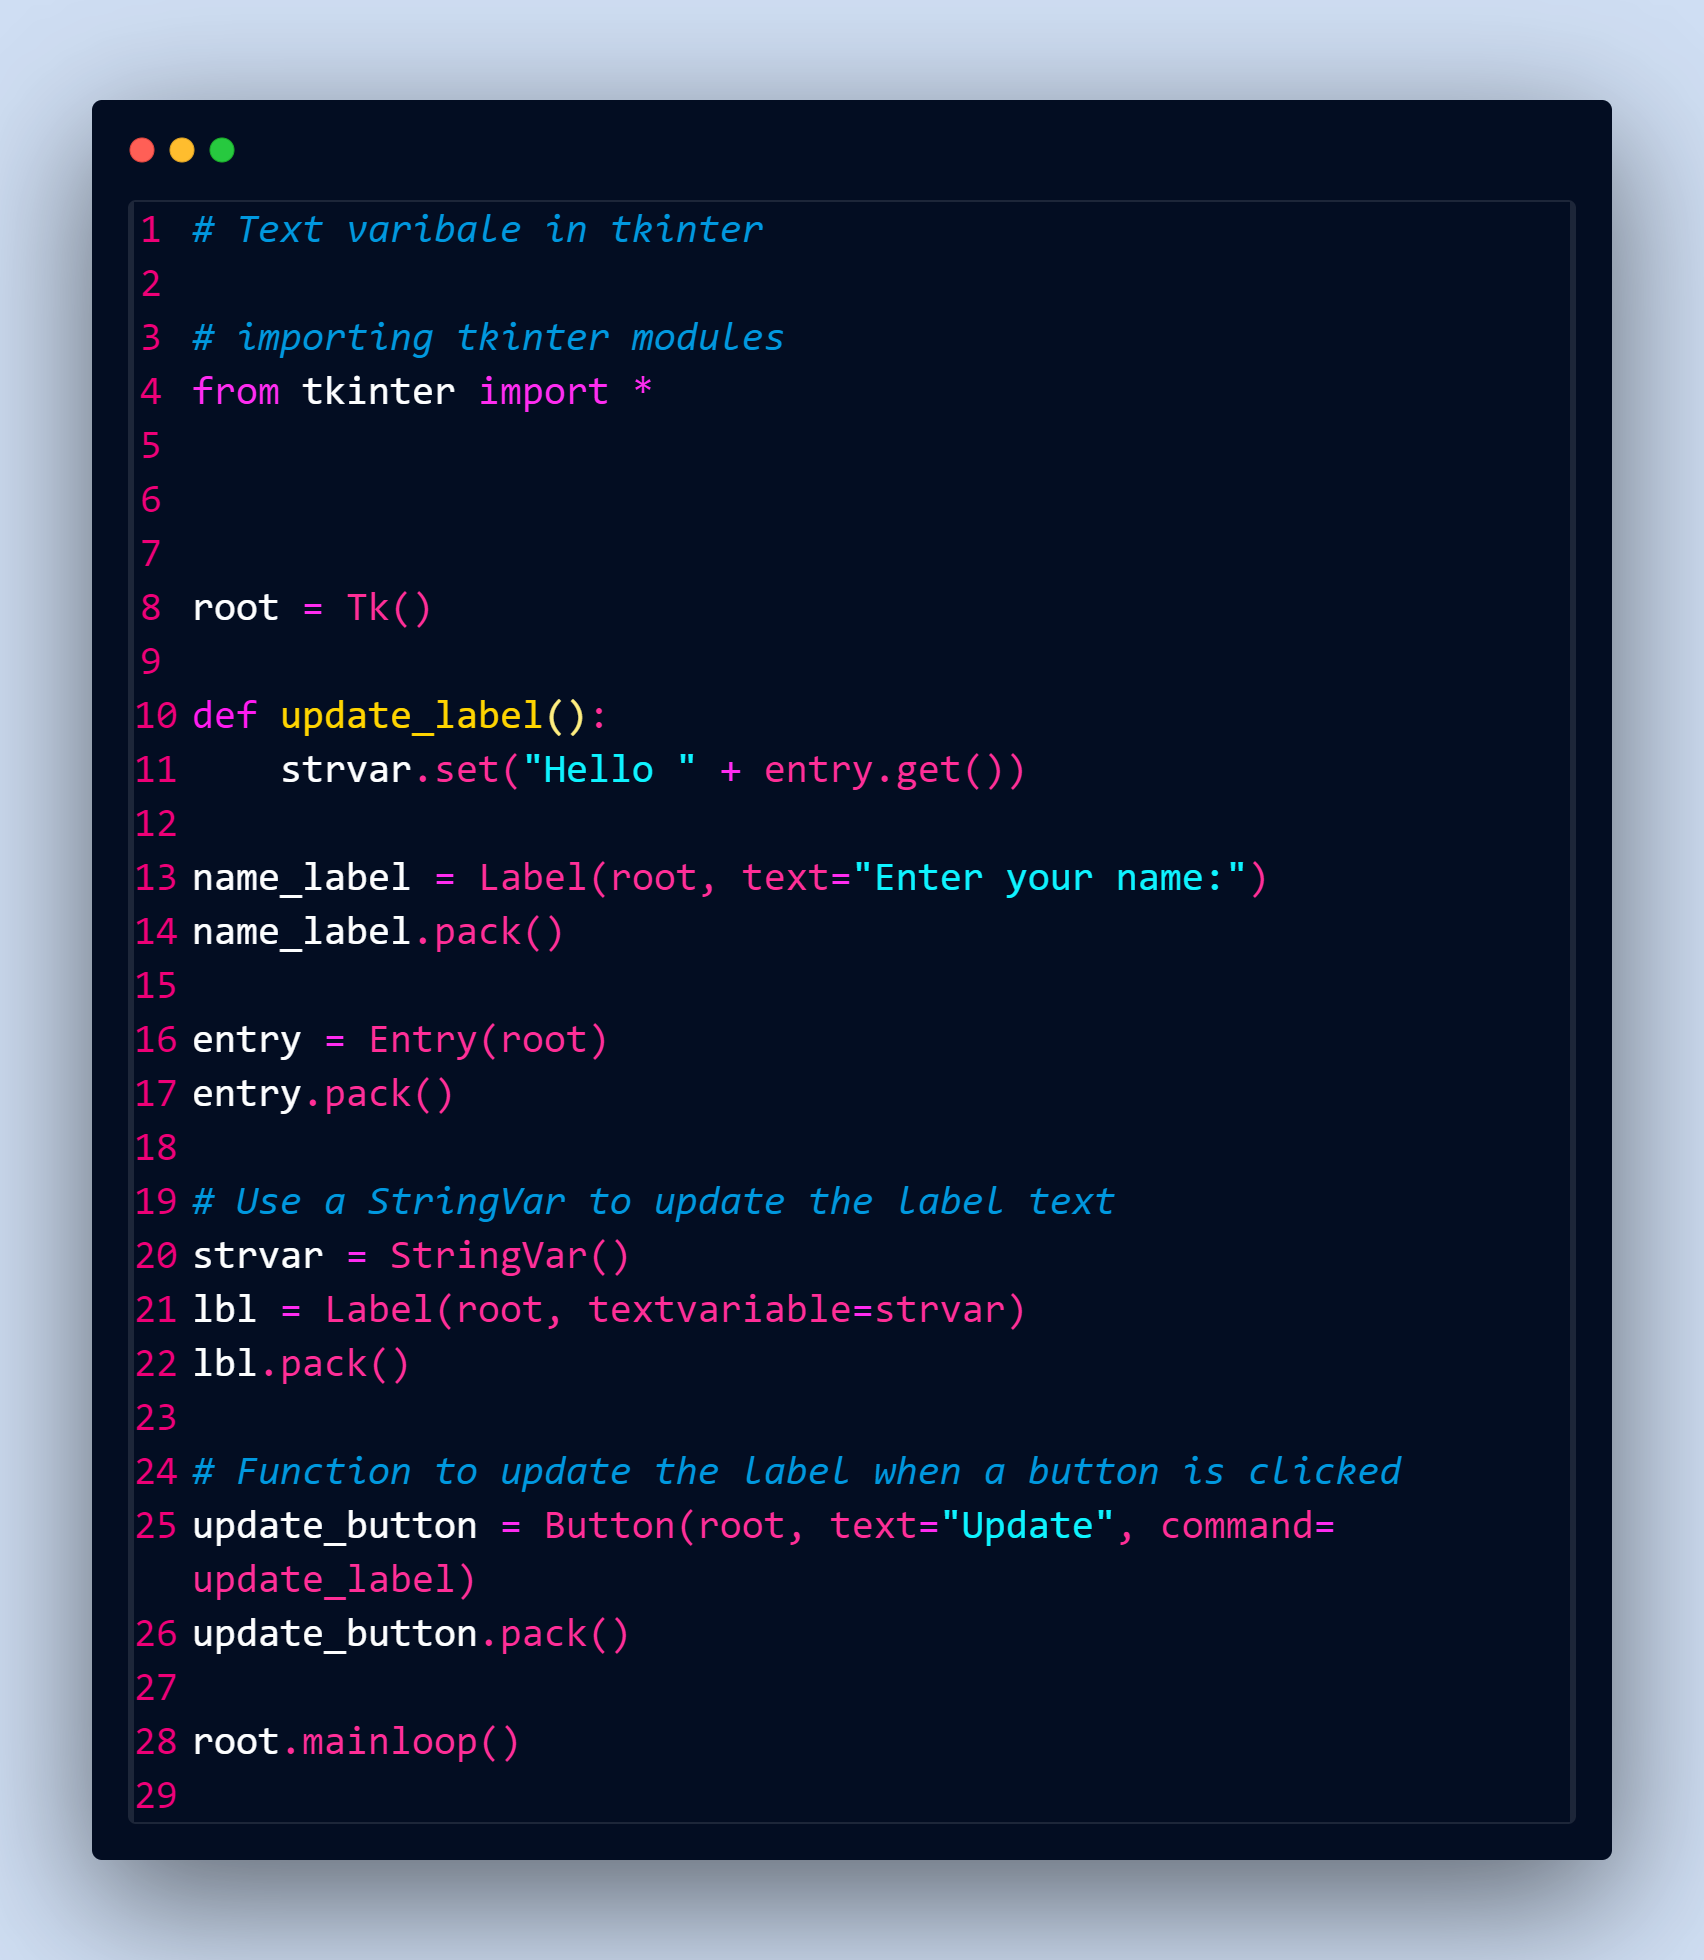 1 # Text varibale in tkinter
2
3 # importing tkinter modules
4 from tkinter import *
5
6
7
8 root = Tk()
9
10 def update_label():
11     strvar.set("Hello " + entry.get())
12
13 name_label = Label(root, text="Enter your name:")
14 name_label.pack()
15
16 entry = Entry(root)
17 entry.pack()
18
19 # Use a StringVar to update the label text
20 strvar = StringVar()
21 lbl = Label(root, textvariable=strvar)
22 lbl.pack()
23
24 # Function to update the label when a button is clicked
25 update_button = Button(root, text="Update", command=
update_label)
26 update_button.pack()
27
28 root.mainloop()
29